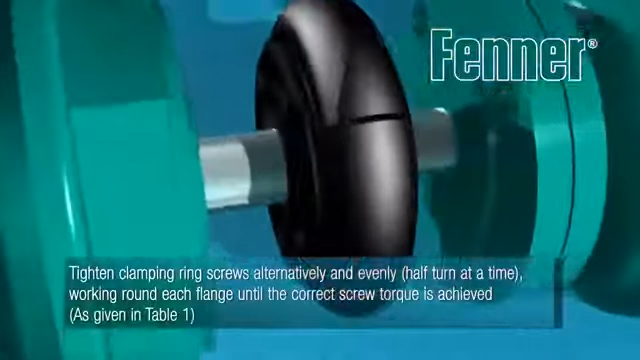 Fenner®
Tighten clamping ring screws alternatively and evenly (half turn at a time),
working round each flange until the correct screw torque is achieved
(As given in Table 1)